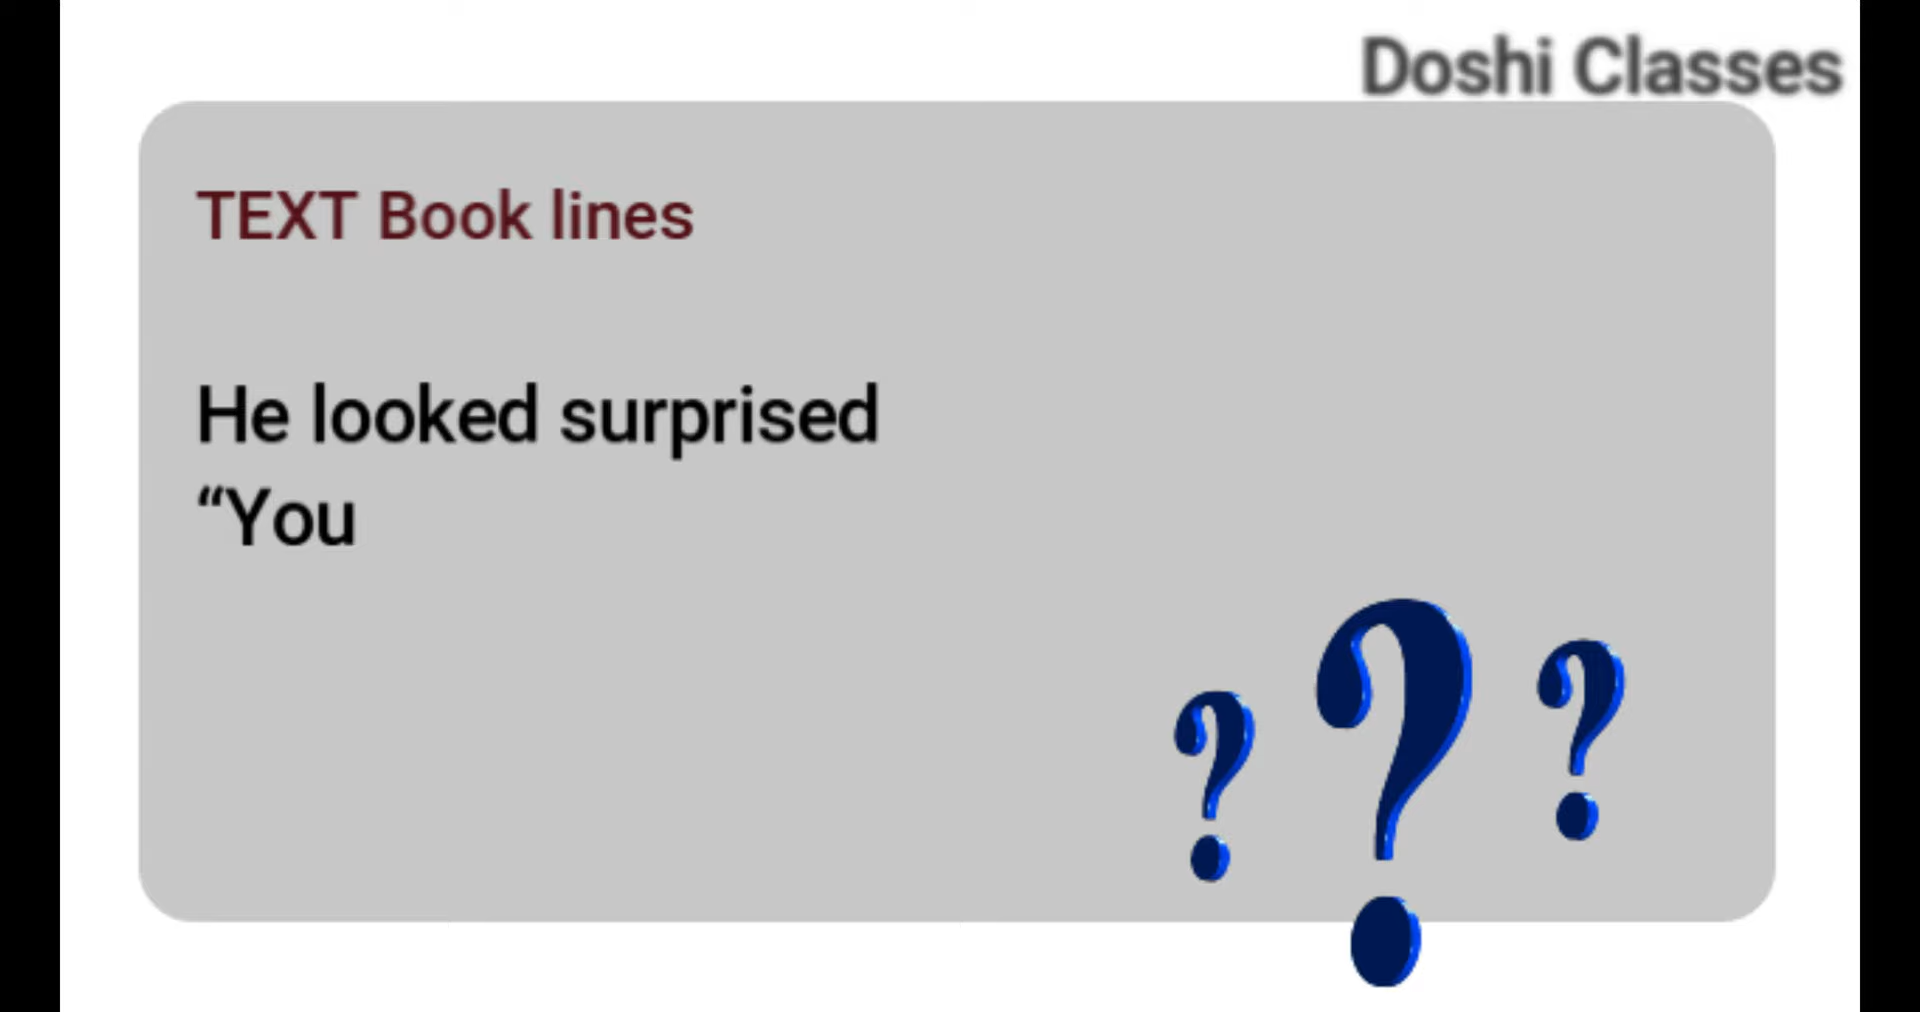 Doshi Classes
TEXT Book lines
He looked surprised
“You
? ? ?